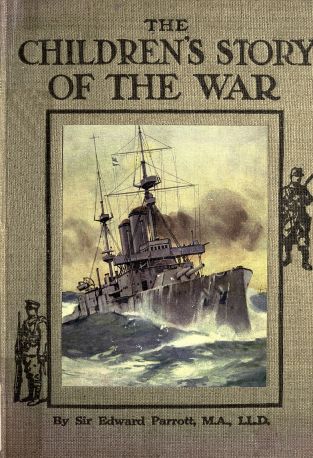 THE
CHILDREN'S STORY
OF THE WAR
By Sir Edward Parrott, M.A., LL.D.